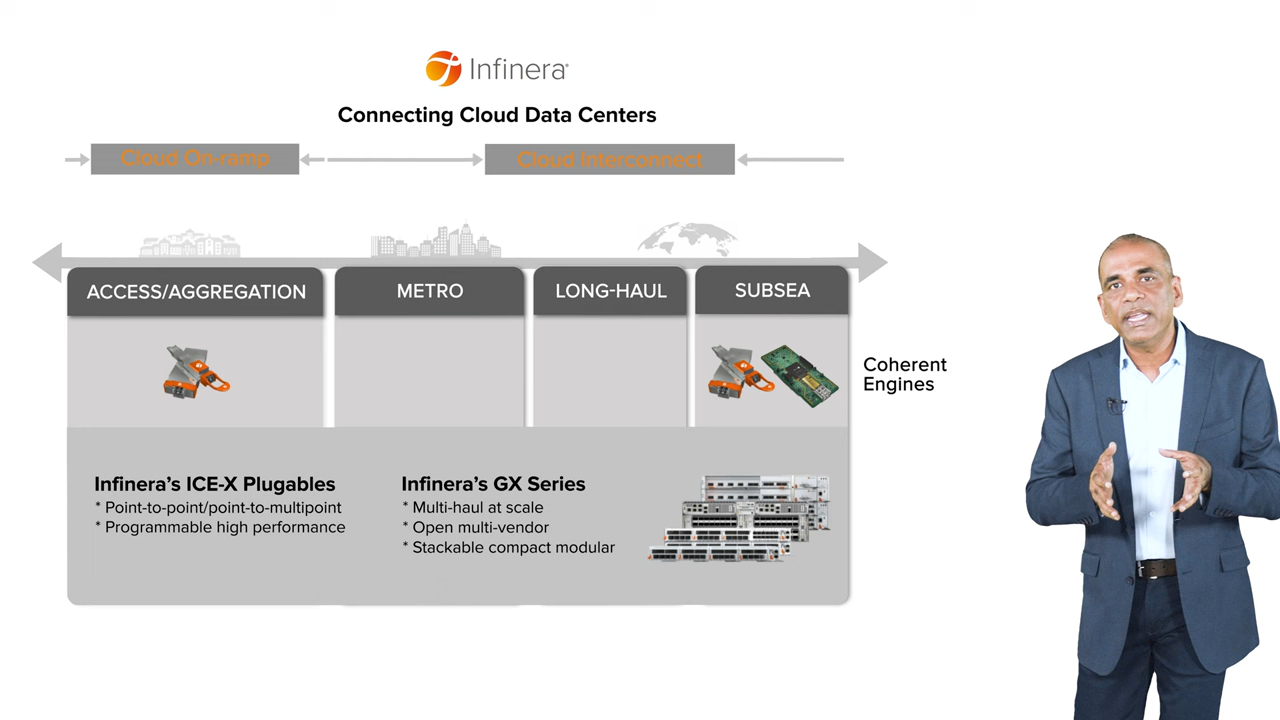 Infinera®
Connecting Cloud Data Centers
Cloud On-ramp
Cloud Interconnect
ACCESS/AGGREGATION
METRO
LONG-HAUL
SUBSEA
Coherent
Engines
Infinera's ICE-X Plugables
* Point-to-point/point-to-multipoint
* Programmable high performance
Infinera's GX Series
* Multi-haul at scale
* Open multi-vendor
* Stackable compact modular